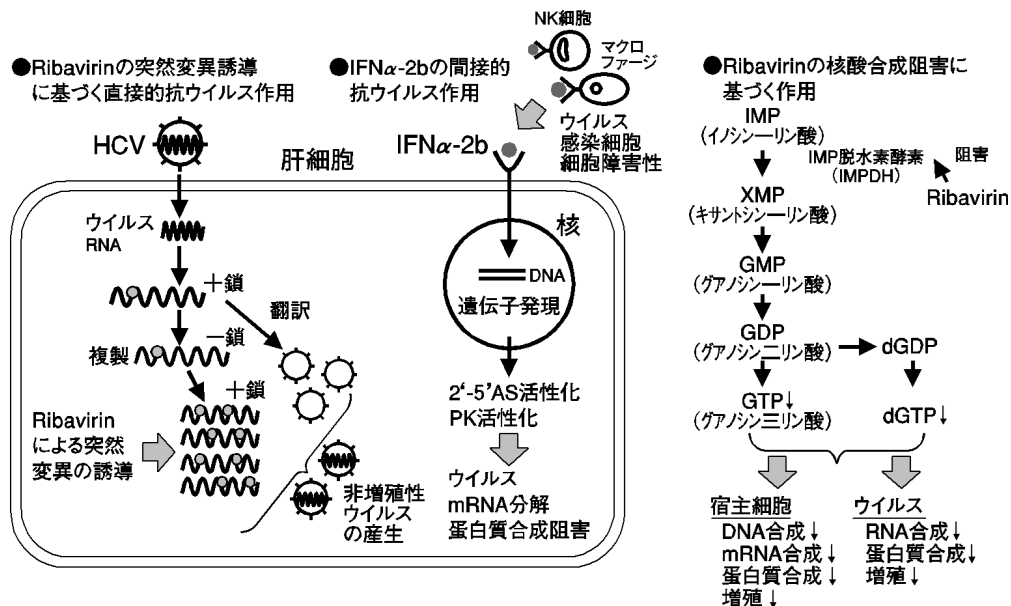 ●Ribavirinの突然変異誘導
に基づく直接的抗ウイルス作用
HCV
ウイルス
RNA
+鎖
翻訳
複製
−鎖
+鎖
Ribavirin
による突然
変異の誘導
非増殖性
ウイルス
の産生
肝細胞
●IFNα-2bの間接的
抗ウイルス作用
NK細胞
マクロ
ファージ
IFNα-2b
ウイルス
感染細胞
細胞障害性
核
DNA
遺伝子発現
2‘-5’AS活性化
PK活性化
ウイルス
mRNA分解
蛋白質合成阻害
●Ribavirinの核酸合成阻害に
基づく作用
IMP
(イノシン一リン酸)
IMP脱水素酵素
(IMPDH)
阻害
Ribavirin
XMP
(キサントシン一リン酸)
GMP
(グアノシン一リン酸)
GDP
(グアノシン二リン酸)
dGDP
GTP↓
(グアノシン三リン酸)
dGTP↓
宿主細胞
DNA合成↓
mRNA合成↓
蛋白質合成↓
増殖↓
ウイルス
RNA合成↓
蛋白質合成↓
増殖↓